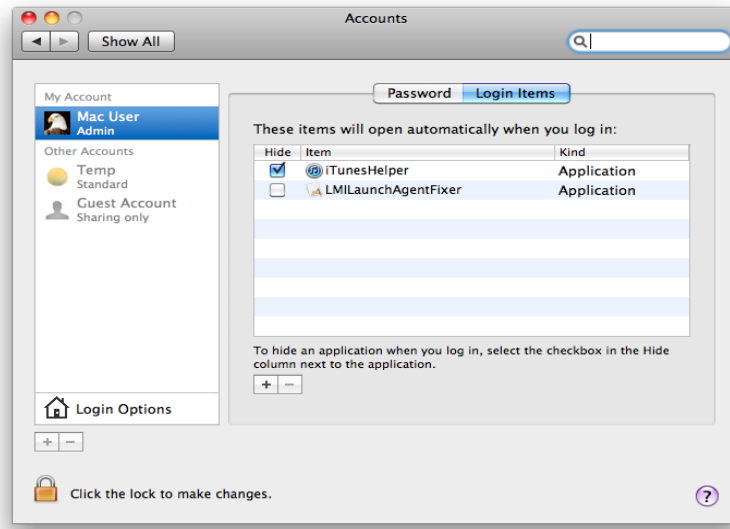 Accounts
Show All
My Account
Mac User
Admin
Other Accounts
Temp
Standard
Guest Account
Sharing only
Login Options
Password Login Items
These items will open automatically when you log in:
Hide Item Kind
iTunesHelper Application
LMILaunchAgentFixer Application
To hide an application when you log in, select the checkbox in the Hide
column next to the application.
+ −
+ −
Click the lock to make changes.
?